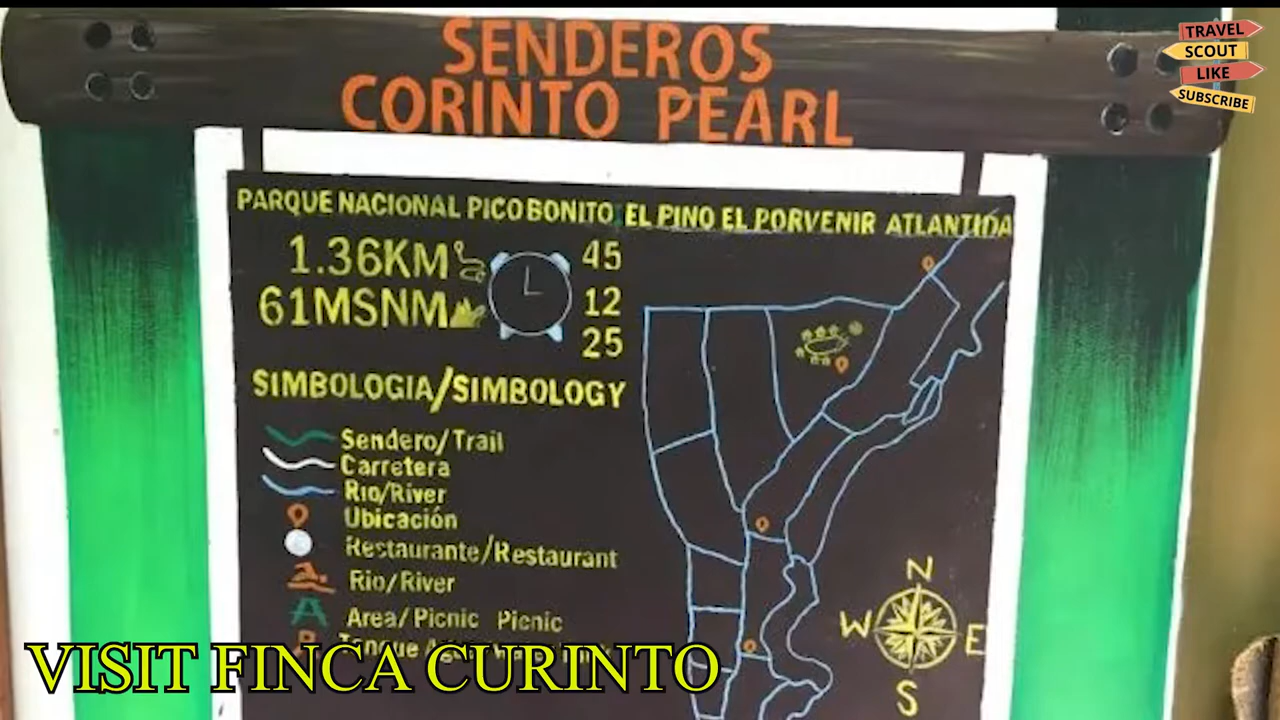 SENDEROS
CORINTO PEARL
TRAVEL
SCOUT
LIKE
SUBSCRIBE
PARQUE NACIONAL PICO BONITO EL PINO EL PORVENIR ATLANTIDA
1.36KM
61MSNM
45
12
25
SIMBOLOGIA/SIMBOLOGY
Sendero/Trail
Carretera
Rio/River
Ubicación
Restaurante/Restaurant
Rio/River
Area/Picnic Picnic
N
W
E
S
VISIT FINCA CURINTO